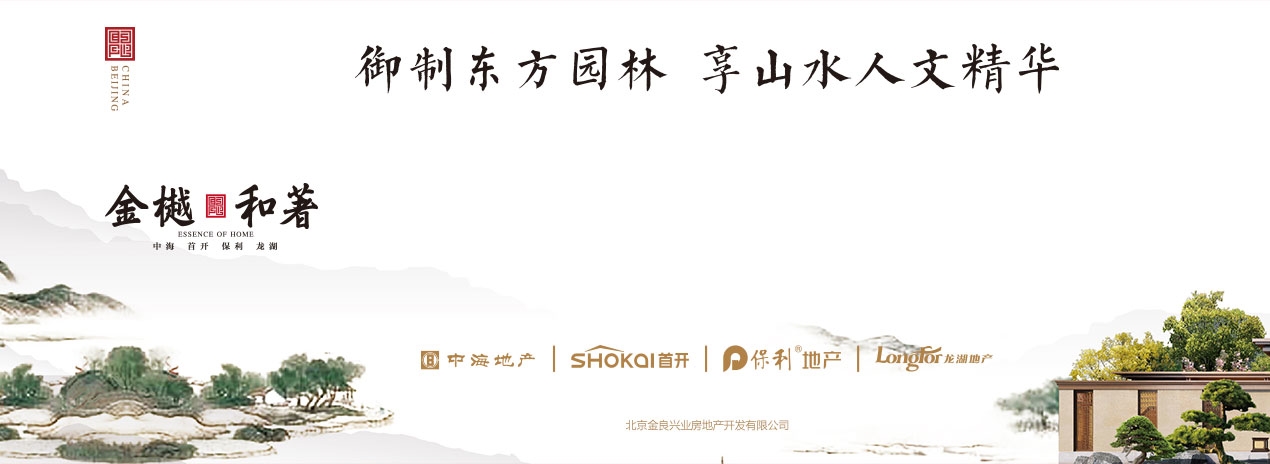 CHINA
BEIJING
御制东方园林 享山水人文精华
金樾 和著
ESSENCE OF HOME
中海 首开 保利 龙湖
中海地产 SHOKAI首开 保利®地产 Longfor龙湖地产
北京金良兴业房地产开发有限公司